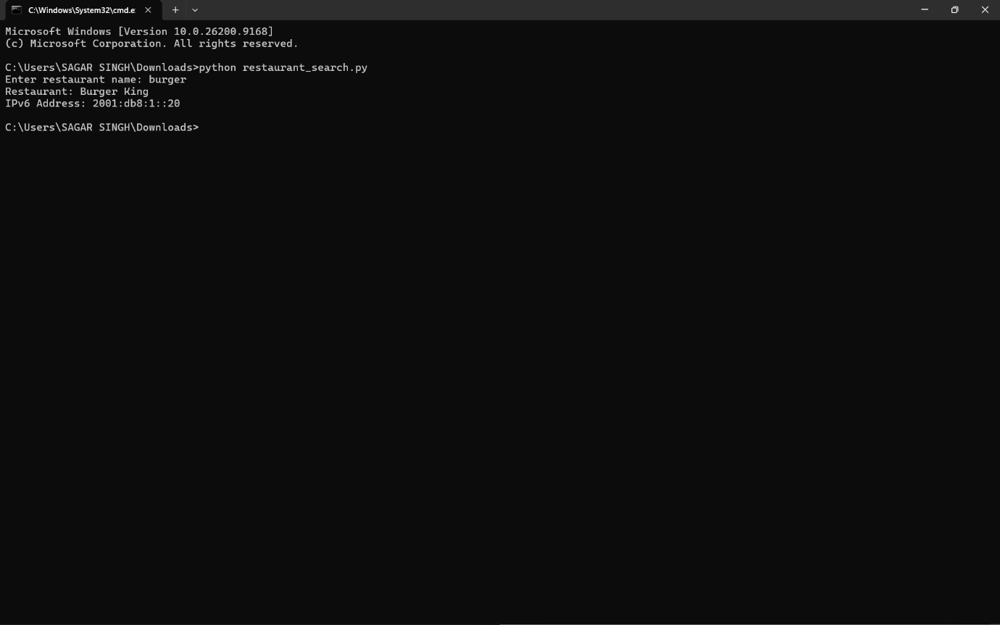 C:\Windows\System32\cmd.e
Microsoft Windows [Version 10.0.26200.9168]
(c) Microsoft Corporation. All rights reserved.
C:\Users\SAGAR SINGH\Downloads>python restaurant_search.py
Enter restaurant name: burger
Restaurant: Burger King
IPv6 Address: 2001:db8:1::20
C:\Users\SAGAR SINGH\Downloads>